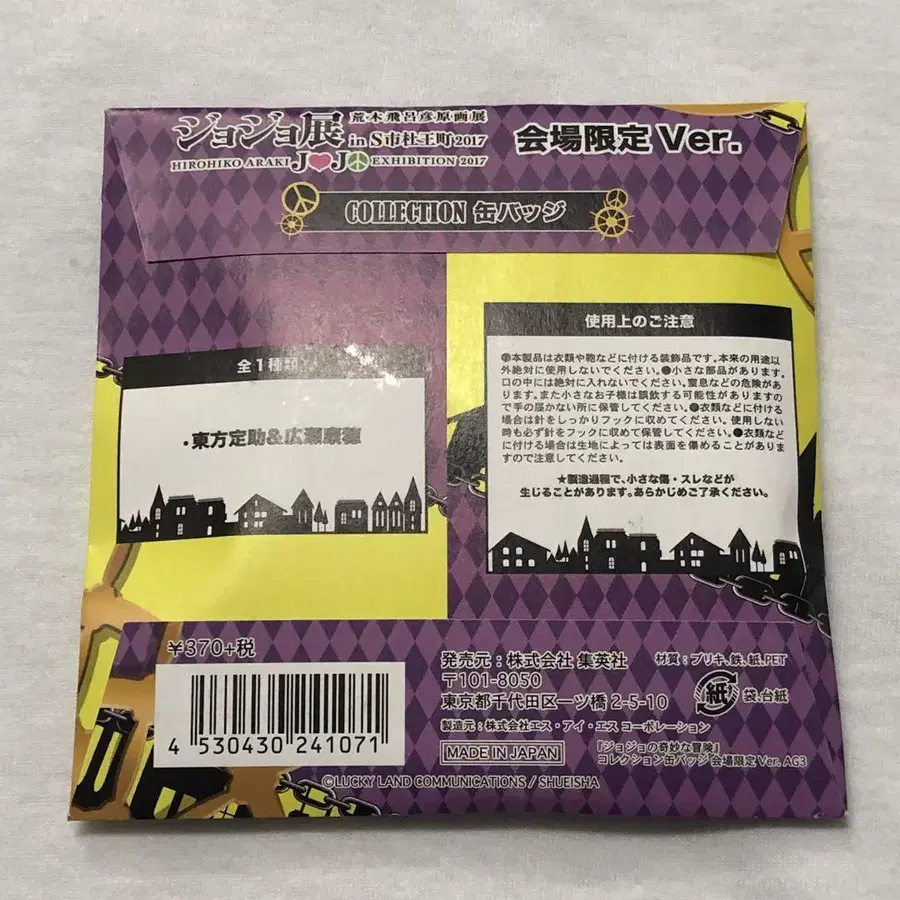 ジョジョ展
荒木飛呂彦原画展
in S市杜王町2017
HIROHIKO ARAKI JOJO EXHIBITION 2017
会場限定 Ver.
COLLECTION 缶バッジ
全1種類
・東方定助&広瀬康穂
使用上のご注意
●本製品は衣類や鞄などに付ける装飾品です。本来の用途以
外絶対に使用しないでください。●小さな部品があります。
口の中には絶対に入れないでください。窒息などの危険があ
ります。また小さなお子様は誤飲する可能性がありますの
で手の届かない所に保管してください。●衣類などに付ける
場合は針をしっかりフックに収めてください。使用しない
時も必ず針をフックに収めて保管してください。●衣類など
に付ける場合は生地によっては表面を傷めることがありま
すので注意してください。
★製造過程で、小さな傷・スレなどが
生じることがあります。あらかじめご了承ください。
¥370+税
4 530430 241071
発売元:株式会社 集英社
〒101-8050
東京都千代田区一ツ橋 2-5-10
製造元:株式会社エス・アイ・エス コーポレーション
MADE IN JAPAN
材質:ブリキ、鉄、紙、PET
紙 袋、台紙
『ジョジョの奇妙な冒険』
コレクション缶バッジ 会場限定 Ver. AG3
©LUCKY LAND COMMUNICATIONS / SHUEISHA